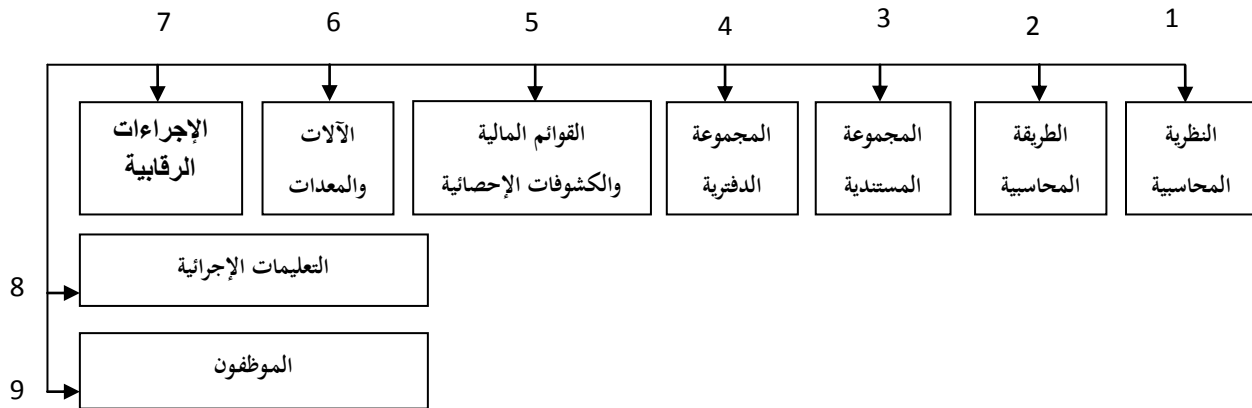 1
2
3
4
5
6
7
النظرية
المحاسبية
الطريقة
المحاسبية
المجموعة
المستندية
المجموعة
الدفترية
القوائم المالية
والكشوفات الإحصائية
الآلات
والمعدات
الإجراءات
الرقابية
8
التعليمات الإجرائية
9
الموظفون